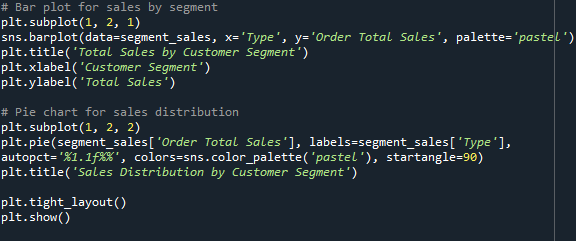 # Bar plot for sales by segment
plt.subplot(1, 2, 1)
sns.barplot(data=segment_sales, x='Type', y='Order Total Sales', palette='pastel')
plt.title('Total Sales by Customer Segment')
plt.xlabel('Customer Segment')
plt.ylabel('Total Sales')

# Pie chart for sales distribution
plt.subplot(1, 2, 2)
plt.pie(segment_sales['Order Total Sales'], labels=segment_sales['Type'],
autopct='%1.1f%%', colors=sns.color_palette('pastel'), startangle=90)
plt.title('Sales Distribution by Customer Segment')

plt.tight_layout()
plt.show()